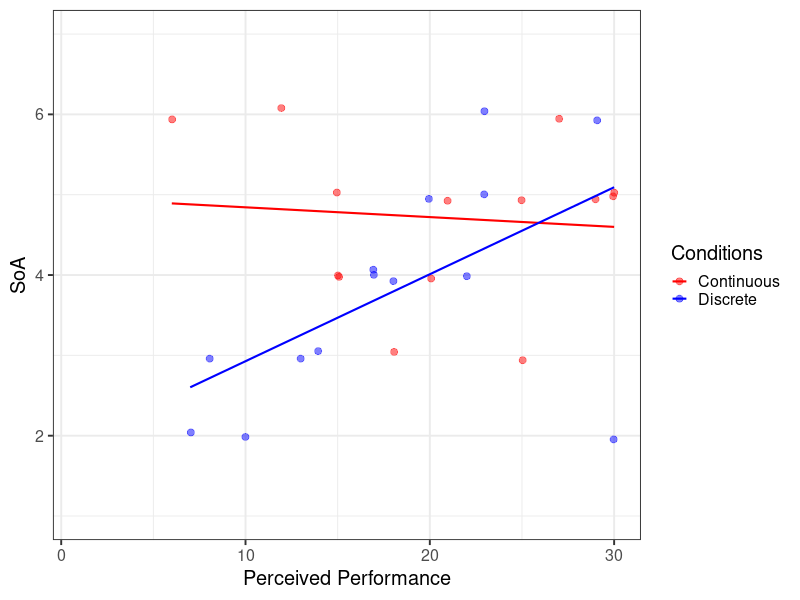 6
4
2
SoA
0 10 20 30
Perceived Performance
Conditions
Continuous
Discrete